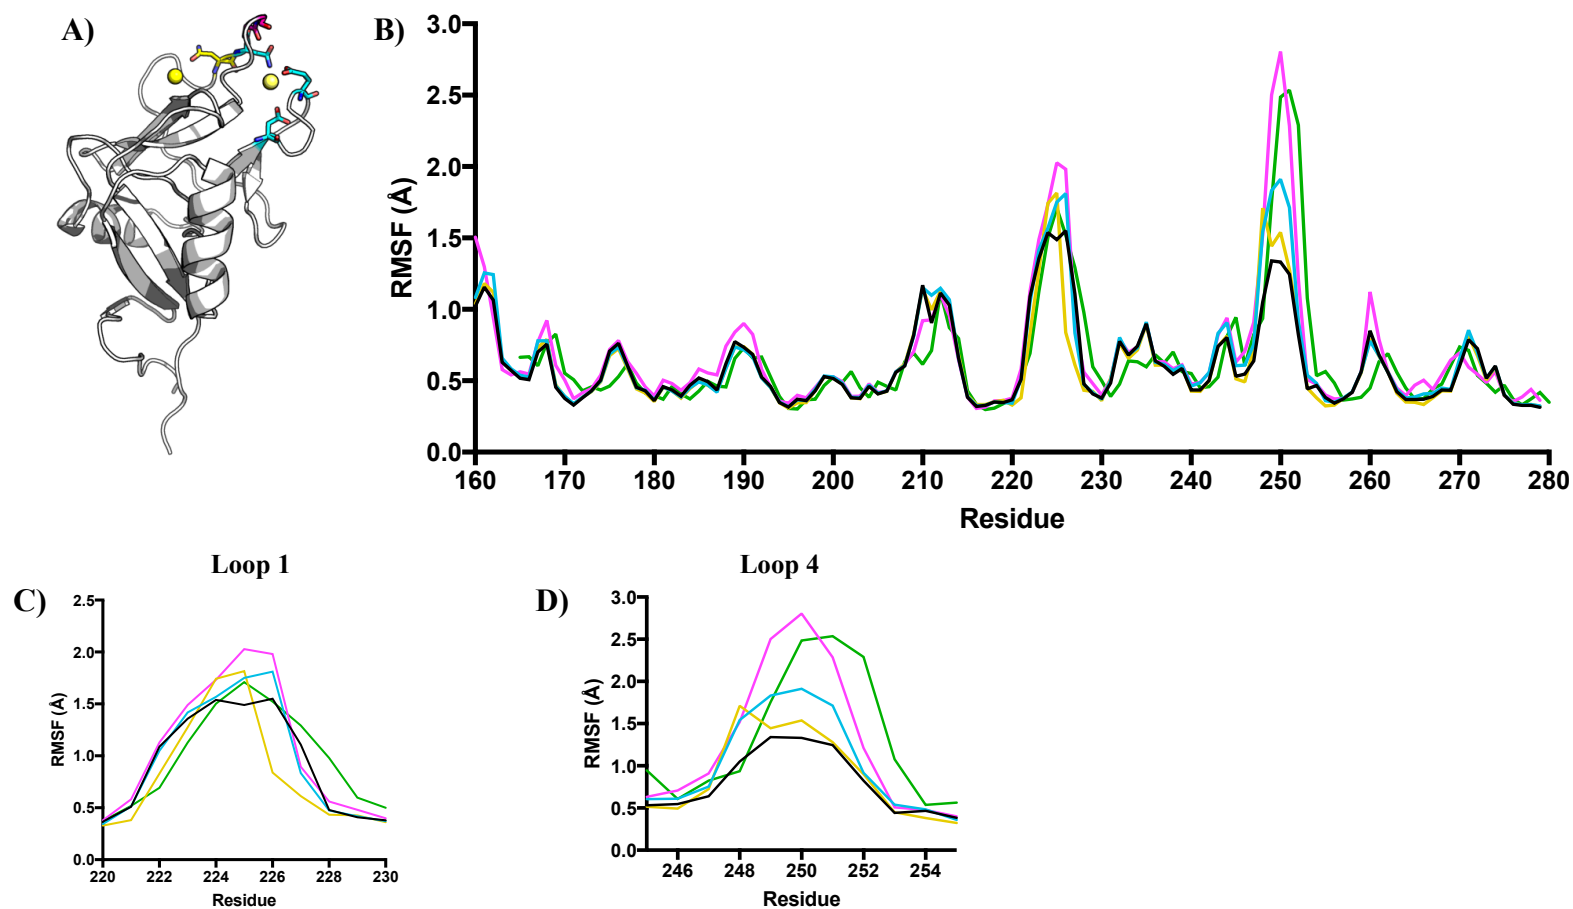 A)
B)
3.0
2.5
2.0
1.5
1.0
0.5
0.0
RMSF (Å)
160 170 180 190 200 210 220 230 240 250 260 270 280
Residue
Loop 1
C)
2.5
2.0
1.5
1.0
0.5
0.0
RMSF (Å)
220 222 224 226 228 230
Residue
Loop 4
D)
3.0
2.5
2.0
1.5
1.0
0.5
0.0
RMSF (Å)
246 248 250 252 254
Residue